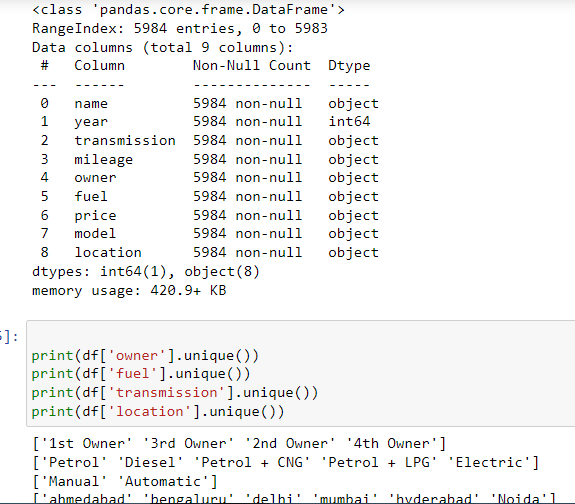 <class 'pandas.core.frame.DataFrame'>
RangeIndex: 5984 entries, 0 to 5983
Data columns (total 9 columns):
 #   Column        Non-Null Count  Dtype
---  ------        --------------  -----
 0   name          5984 non-null   object
 1   year          5984 non-null   int64
 2   transmission  5984 non-null   object
 3   mileage       5984 non-null   object
 4   owner         5984 non-null   object
 5   fuel          5984 non-null   object
 6   price         5984 non-null   object
 7   model         5984 non-null   object
 8   location      5984 non-null   object
dtypes: int64(1), object(8)
memory usage: 420.9+ KB
]:
print(df['owner'].unique())
print(df['fuel'].unique())
print(df['transmission'].unique())
print(df['location'].unique())
['1st Owner' '3rd Owner' '2nd Owner' '4th Owner']
['Petrol' 'Diesel' 'Petrol + CNG' 'Petrol + LPG' 'Electric']
['Manual' 'Automatic']
['ahmedabad' 'bengaluru' 'delhi' 'mumbai' 'hyderabad' 'Noida']